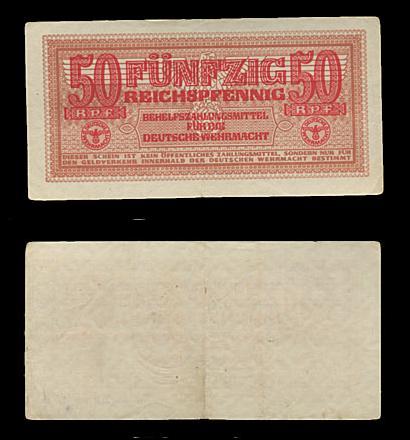 50 FÜNFZIG 50
REICHSPFENNIG
R.P.F. R.P.F.
BEHELFSZAHLUNGSMITTEL
FÜR DIE
DEUTSCHE WEHRMACHT
DIESER SCHEIN IST KEIN ÖFFENTLICHES ZAHLUNGSMITTEL, SONDERN NUR FÜR
DEN GELDVERKEHR INNERHALB DER DEUTSCHEN WEHRMACHT BESTIMMT